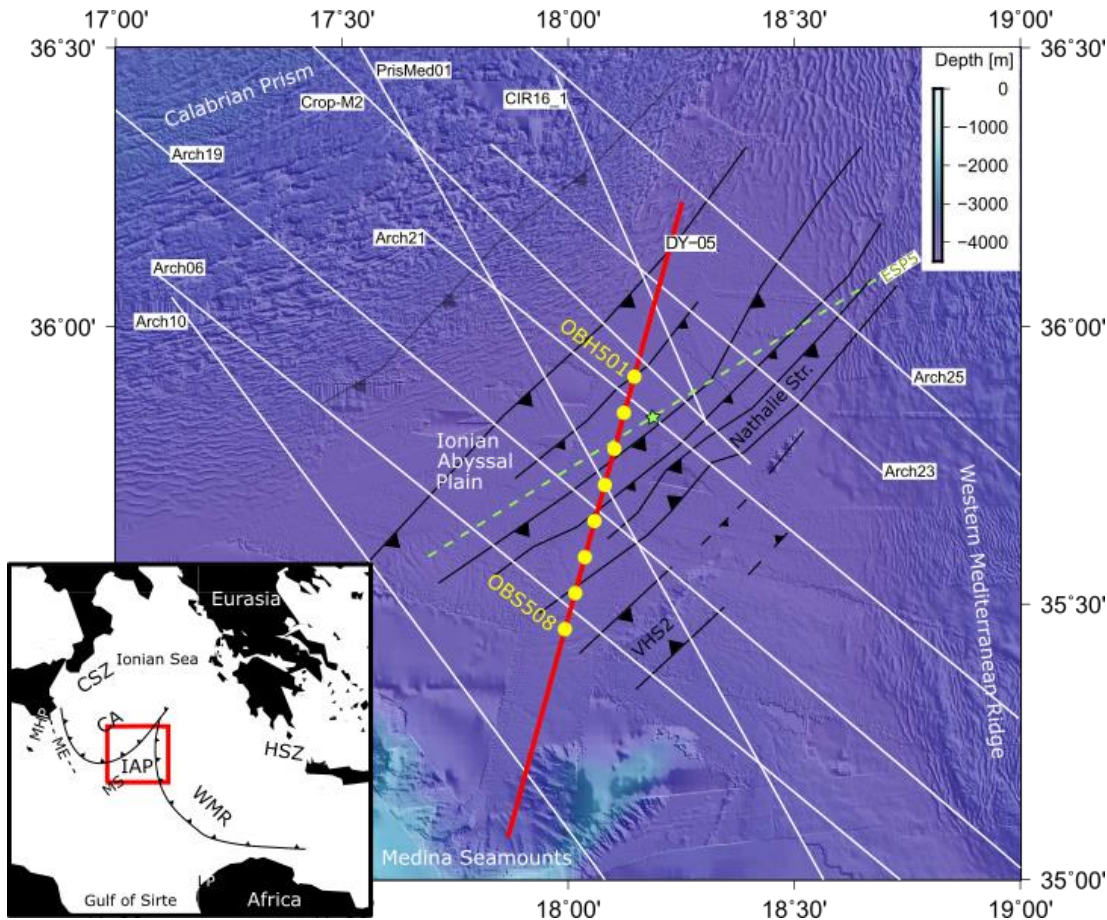 17°00' 17°30' 18°00' 18°30' 19°00'
36°30' 36°30'
Depth [m]
0
−1000
−2000
−3000
−4000
Calabrian Prism
PrisMed01
Crop-M2
CIR16_1
Arch19
Arch21
DY−05
Arch06
ESP5
Arch10
36°00' 36°00'
OBH501
Arch25
Nathalie Str.
Ionian
Abyssal
Plain
Arch23
Western Mediterranean Ridge
OBS508
35°30'
VHS2
Medina Seamounts
35°00'
18°00' 18°30' 19°00'
Eurasia
Ionian Sea
CSZ
CA
MHP
ME
IAP
HSZ
MS
WMR
LP
Gulf of Sirte
Africa